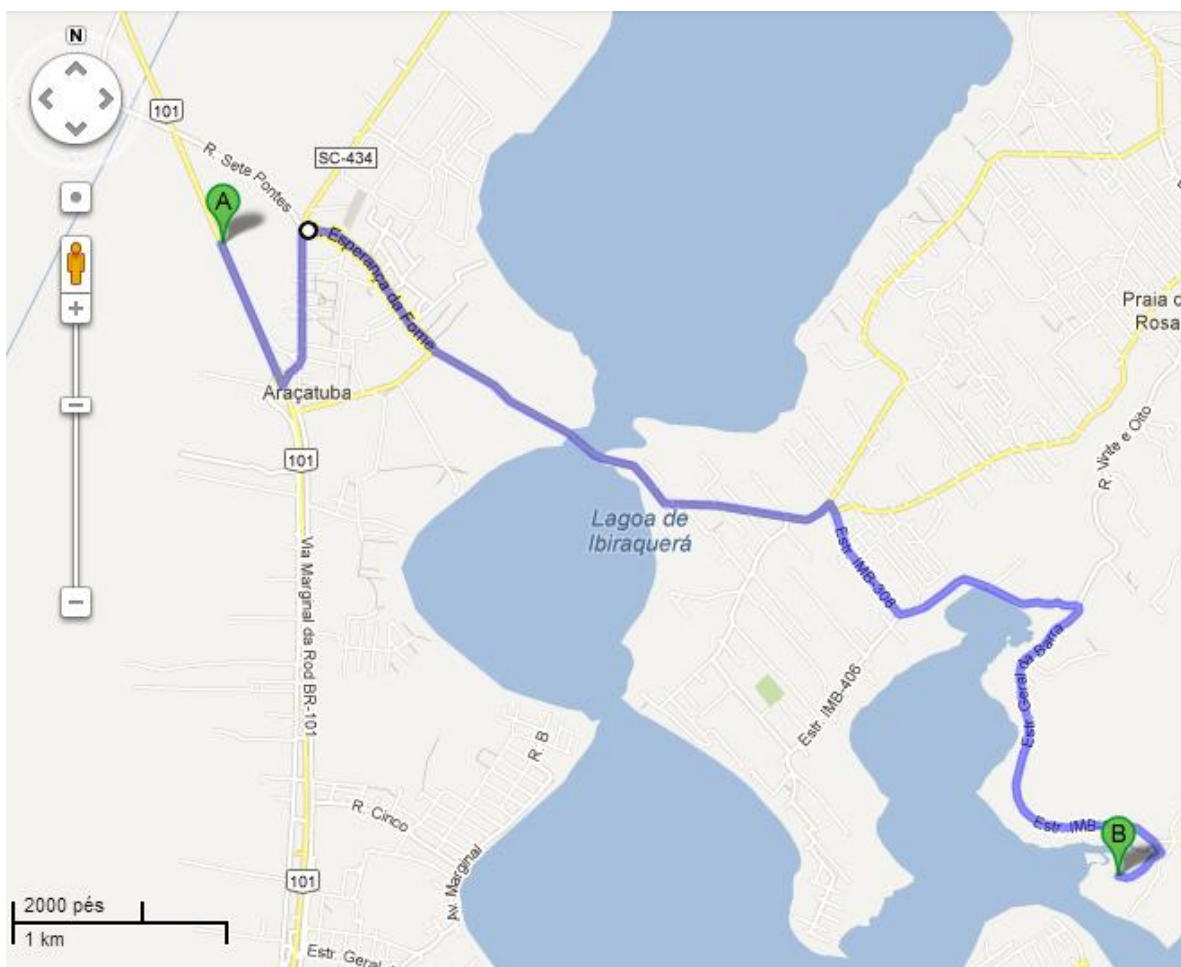 N
101
R. Sete Pontes
SC-434
A
Esperança da Fome
Praia d
Rosa
Araçatuba
R. Vinte e Oito
101
Lagoa de
Ibiraquerá
Estr. IMB-308
Via Marginal da Rod BR-101
Estr. Geral da Barra
Estr. IMB-406
R. B
R. Cinco
Estr. IMB
B
Av. Marginal
101
2000 pés
1 km
Estr. Geral